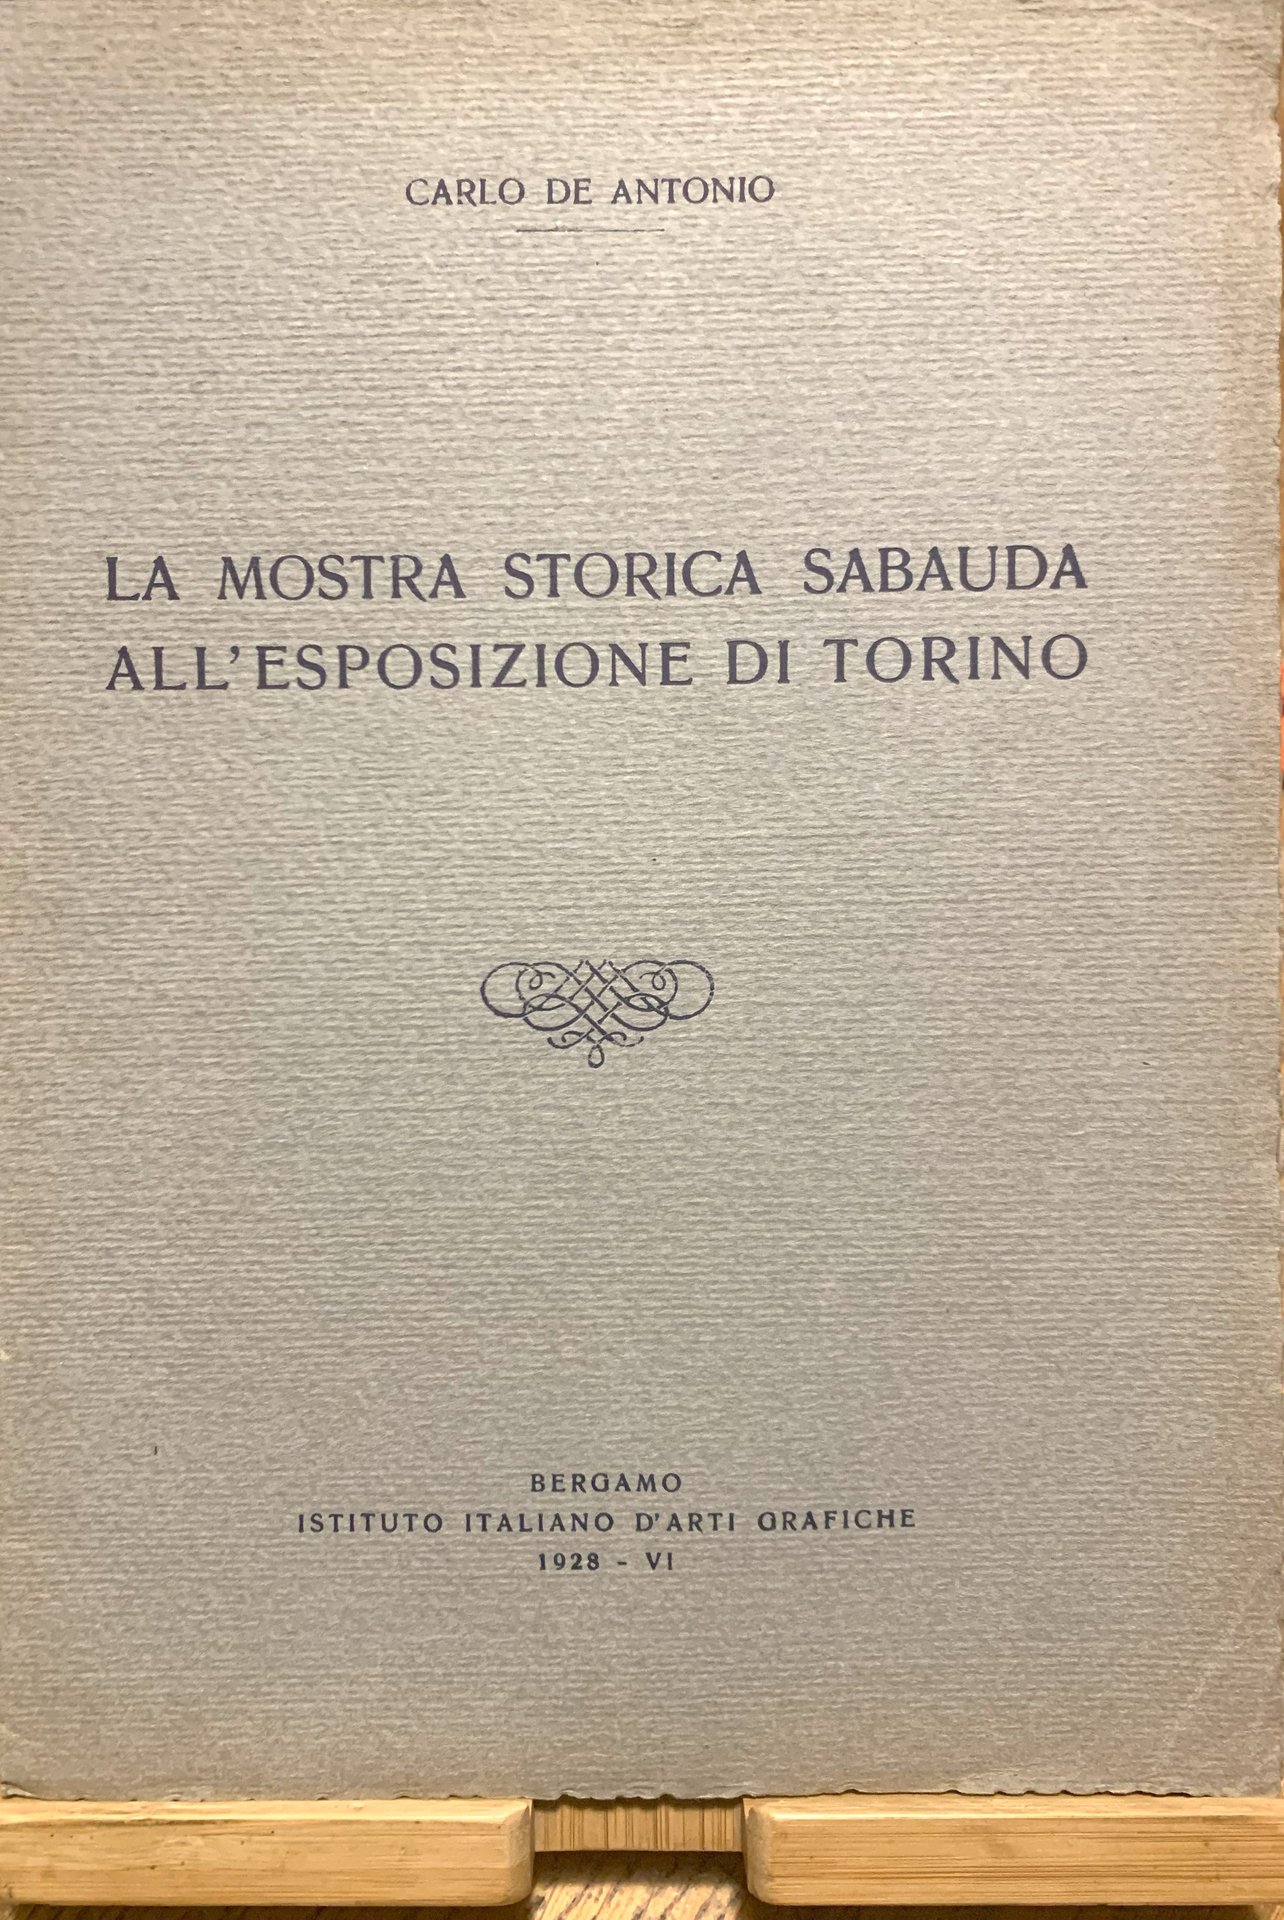 CARLO DE ANTONIO
LA MOSTRA STORICA SABAUDA
ALL'ESPOSIZIONE DI TORINO
BERGAMO
ISTITUTO ITALIANO D'ARTI GRAFICHE
1928 - VI